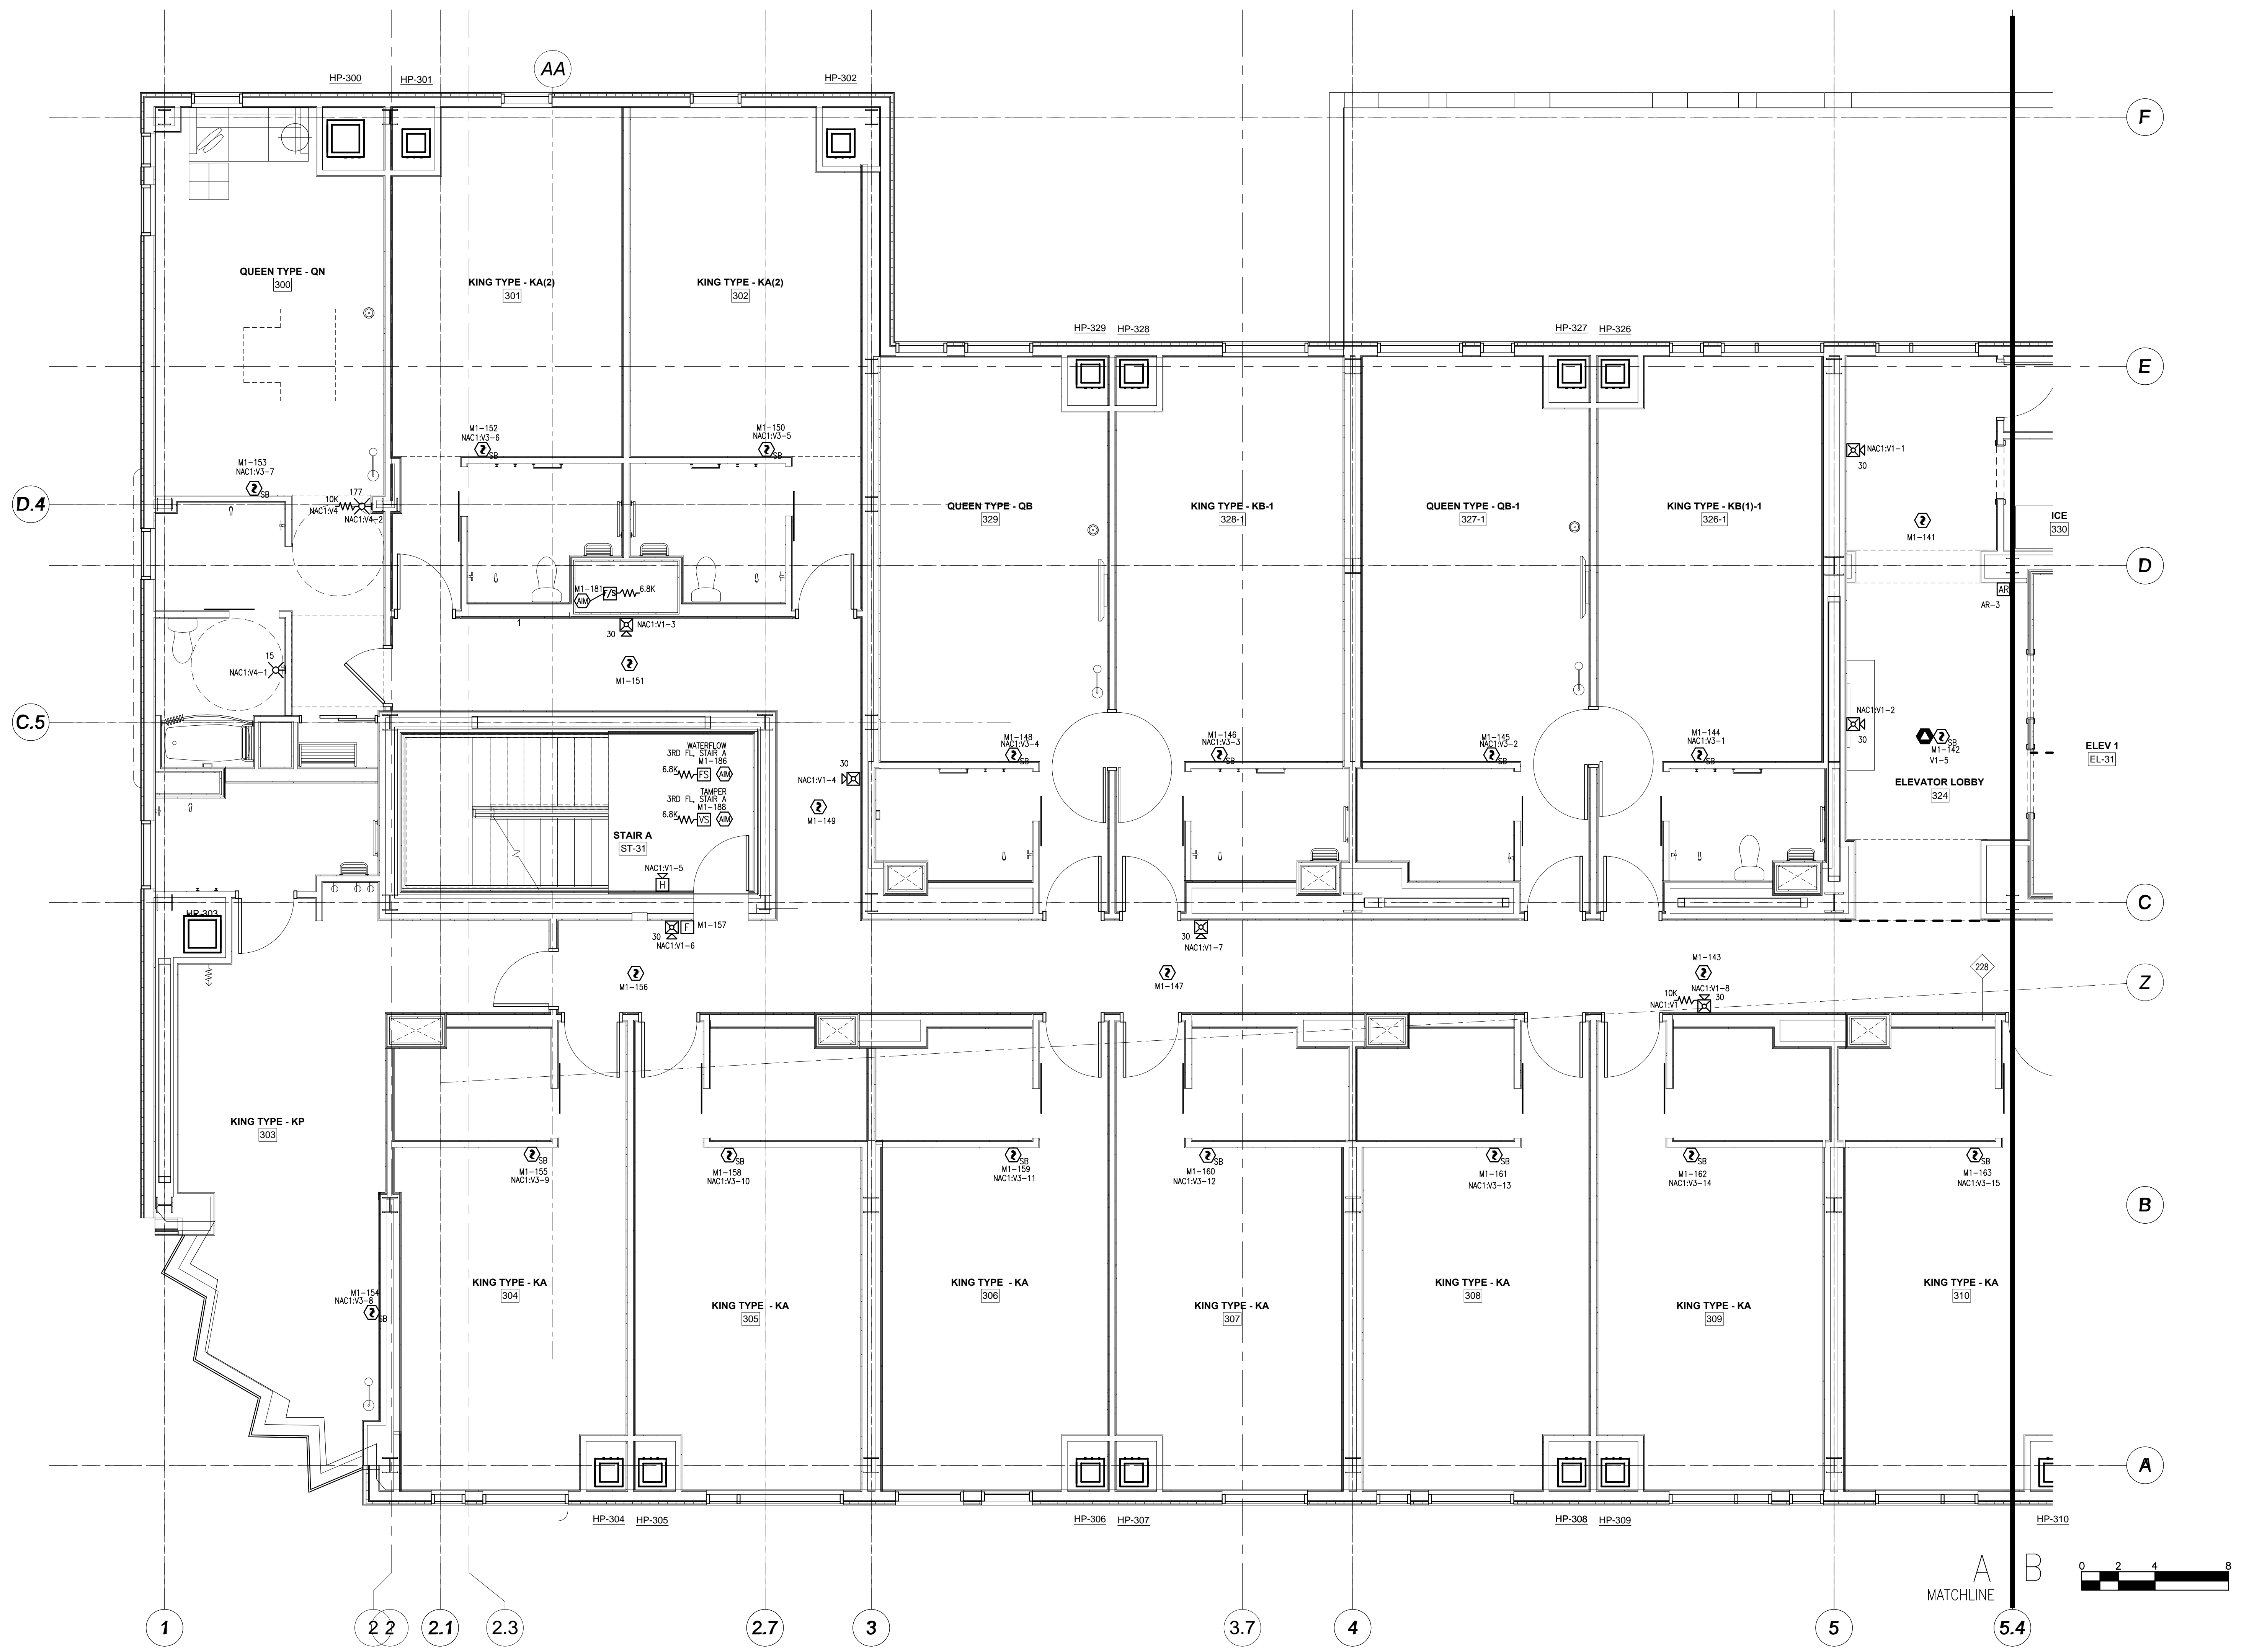 AA
HP-300
HP-301
HP-302
F
QUEEN TYPE - QN
300
KING TYPE - KA(2)
301
KING TYPE - KA(2)
302
HP-329
HP-328
HP-327
HP-326
E
M1-152
NAC1:V3-6
SB
M1-150
NAC1:V3-5
SB
M1-153
NAC1:V3-7
SB
NAC1:V1-1
30
D.4
10K
177
NAC1:V4
NAC1:V4-2
QUEEN TYPE - QB
329
KING TYPE - KB-1
328-1
QUEEN TYPE - QB-1
327-1
KING TYPE - KB(1)-1
326-1
M1-141
ICE
330
D
M1-181
F/S
6.8K
AIM
AR
AR-3
1
NAC1:V1-3
30
15
NAC1:V4-1
M1-151
C.5
NAC1:V1-2
30
WATERFLOW
3RD FL, STAIR A
M1-186
6.8K
FS
AIM
TAMPER
3RD FL, STAIR A
M1-188
6.8K
VS
AIM
STAIR A
ST-31
30
NAC1:V1-4
M1-149
M1-148
NAC1:V3-4
SB
M1-146
NAC1:V3-3
SB
M1-145
NAC1:V3-2
SB
M1-144
NAC1:V3-1
SB
SB
M1-142
V1-5
ELEV 1
EL-31
ELEVATOR LOBBY
324
NAC1:V1-5
H
HP-303
C
F
M1-157
30
NAC1:V1-6
30
NAC1:V1-7
M1-156
M1-147
M1-143
NAC1:V1-8
10K
30
NAC1:V1
228
Z
KING TYPE - KP
303
SB
M1-155
NAC1:V3-9
SB
M1-158
NAC1:V3-10
SB
M1-159
NAC1:V3-11
SB
M1-160
NAC1:V3-12
SB
M1-161
NAC1:V3-13
SB
M1-162
NAC1:V3-14
SB
M1-163
NAC1:V3-15
B
M1-154
NAC1:V3-8
SB
KING TYPE - KA
304
KING TYPE - KA
305
KING TYPE - KA
306
KING TYPE - KA
307
KING TYPE - KA
308
KING TYPE - KA
309
KING TYPE - KA
310
A
HP-304
HP-305
HP-306
HP-307
HP-308
HP-309
HP-310
A B
MATCHLINE
0 2 4 8
1
2
2
2.1
2.3
2.7
3
3.7
4
5
5.4